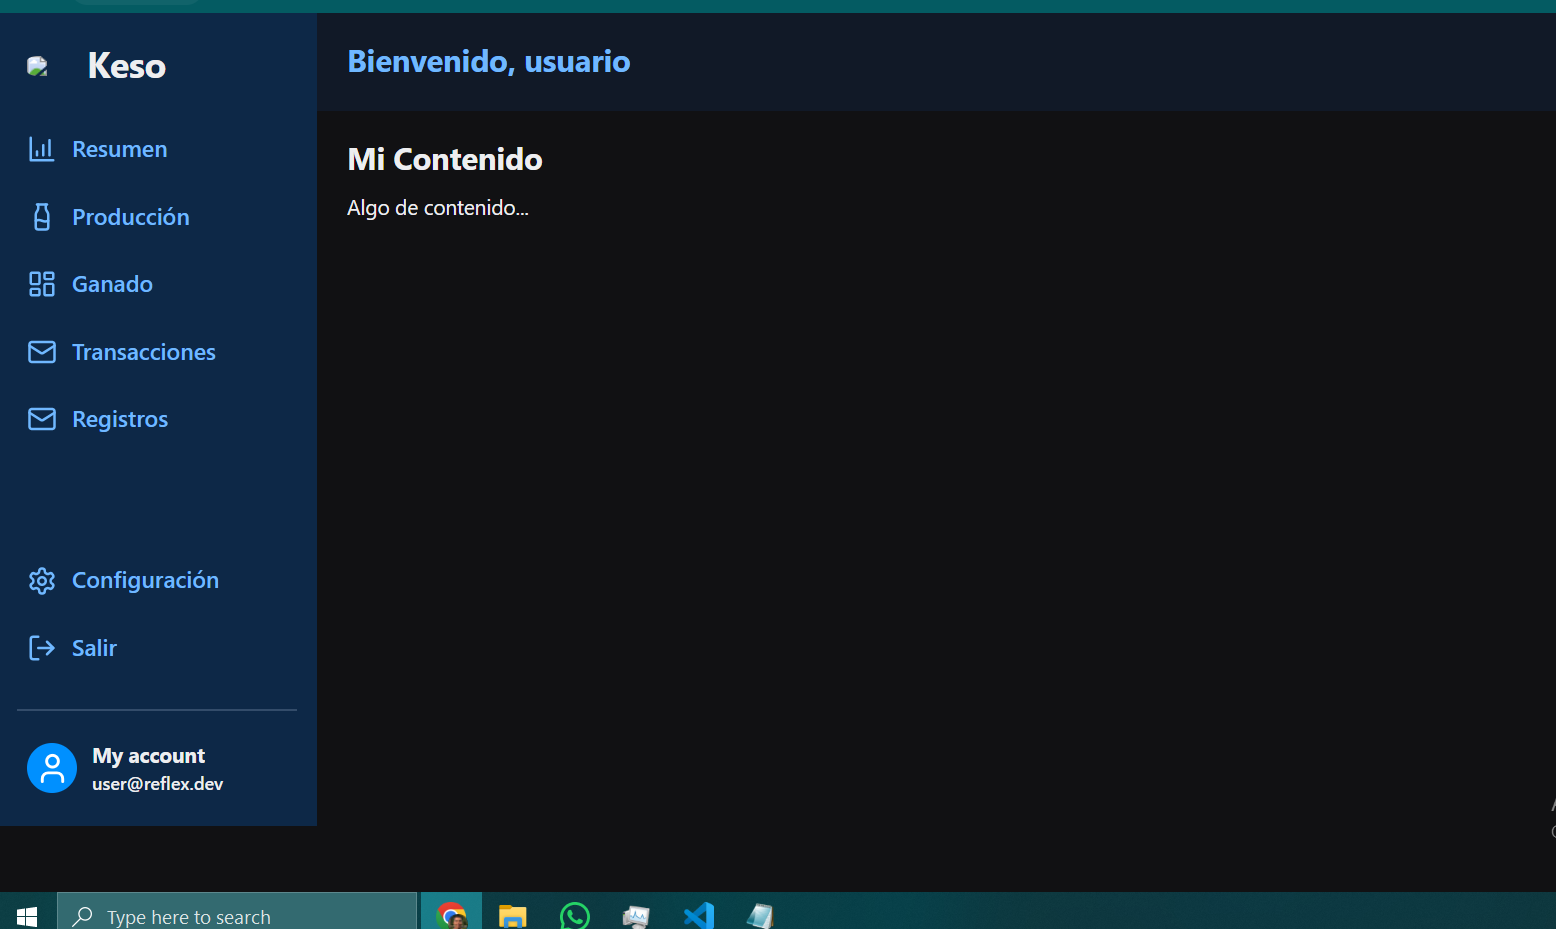 Keso
Resumen
Producción
Ganado
Transacciones
Registros
Configuración
Salir
My account
user@reflex.dev
Bienvenido, usuario
Mi Contenido
Algo de contenido...
Type here to search